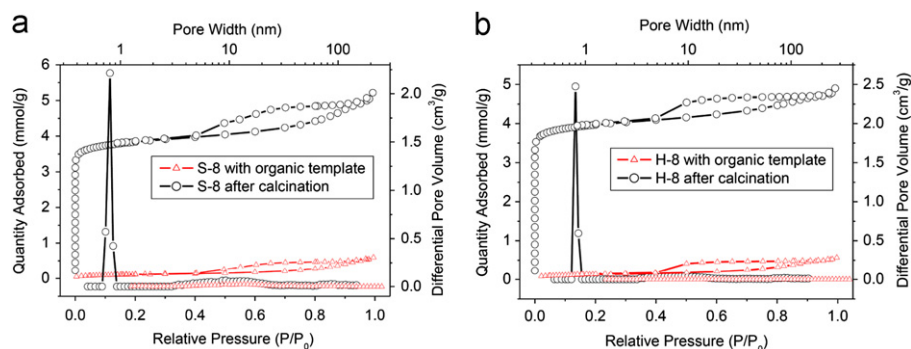 a
Pore Width (nm)
1 10 100
6
5
4
3
2
1
0
Quantity Adsorbed (mmol/g)
S-8 with organic template
S-8 after calcination
2.0
1.5
1.0
0.5
0.0
Differential Pore Volume (cm³/g)
0.0 0.2 0.4 0.6 0.8 1.0
Relative Pressure (P/P₀)
b
Pore Width (nm)
1 10 100
5
4
3
2
1
0
Quantity Adsorbed (mmol/g)
H-8 with organic template
H-8 after calcination
2.5
2.0
1.5
1.0
0.5
0.0
Differential Pore Volume (cm³/g)
0.0 0.2 0.4 0.6 0.8 1.0
Relative Pressure (P/P₀)